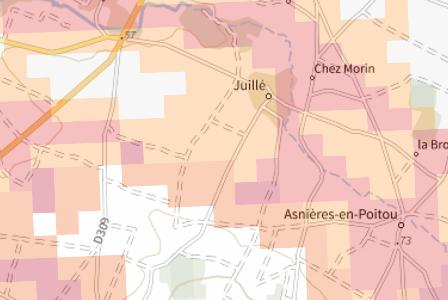 57
Chez Morin
Juillé
la Bro
Asnières-en-Poitou
73
D309